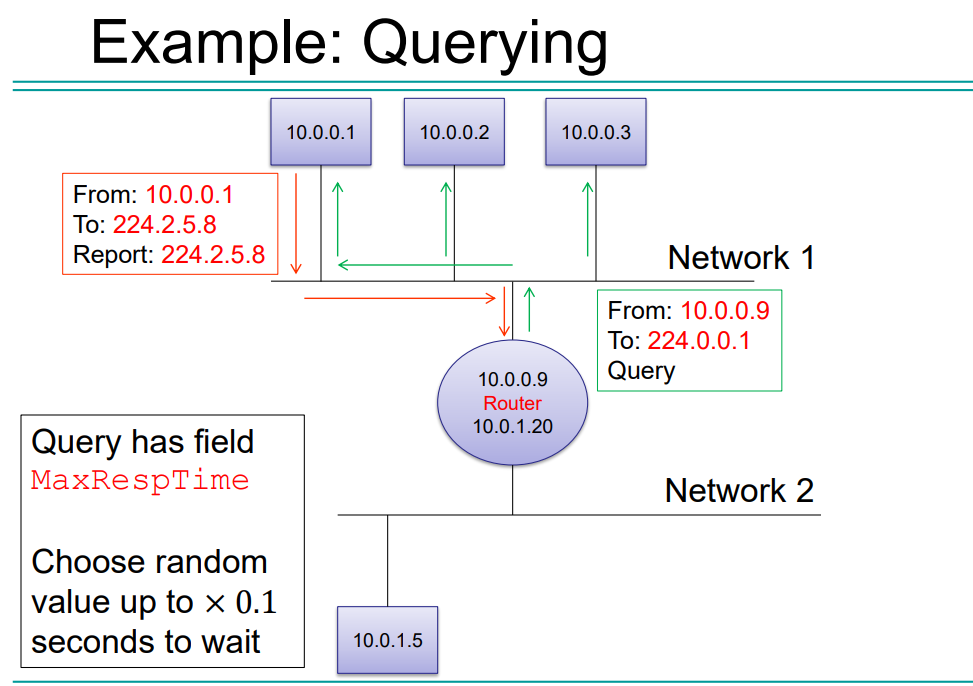 Example: Querying
10.0.0.1
10.0.0.2
10.0.0.3
From: 10.0.0.1
To: 224.2.5.8
Report: 224.2.5.8
Network 1
From: 10.0.0.9
To: 224.0.0.1
Query
10.0.0.9
Router
10.0.1.20
Query has field
MaxRespTime
Choose random
value up to × 0.1
seconds to wait
Network 2
10.0.1.5